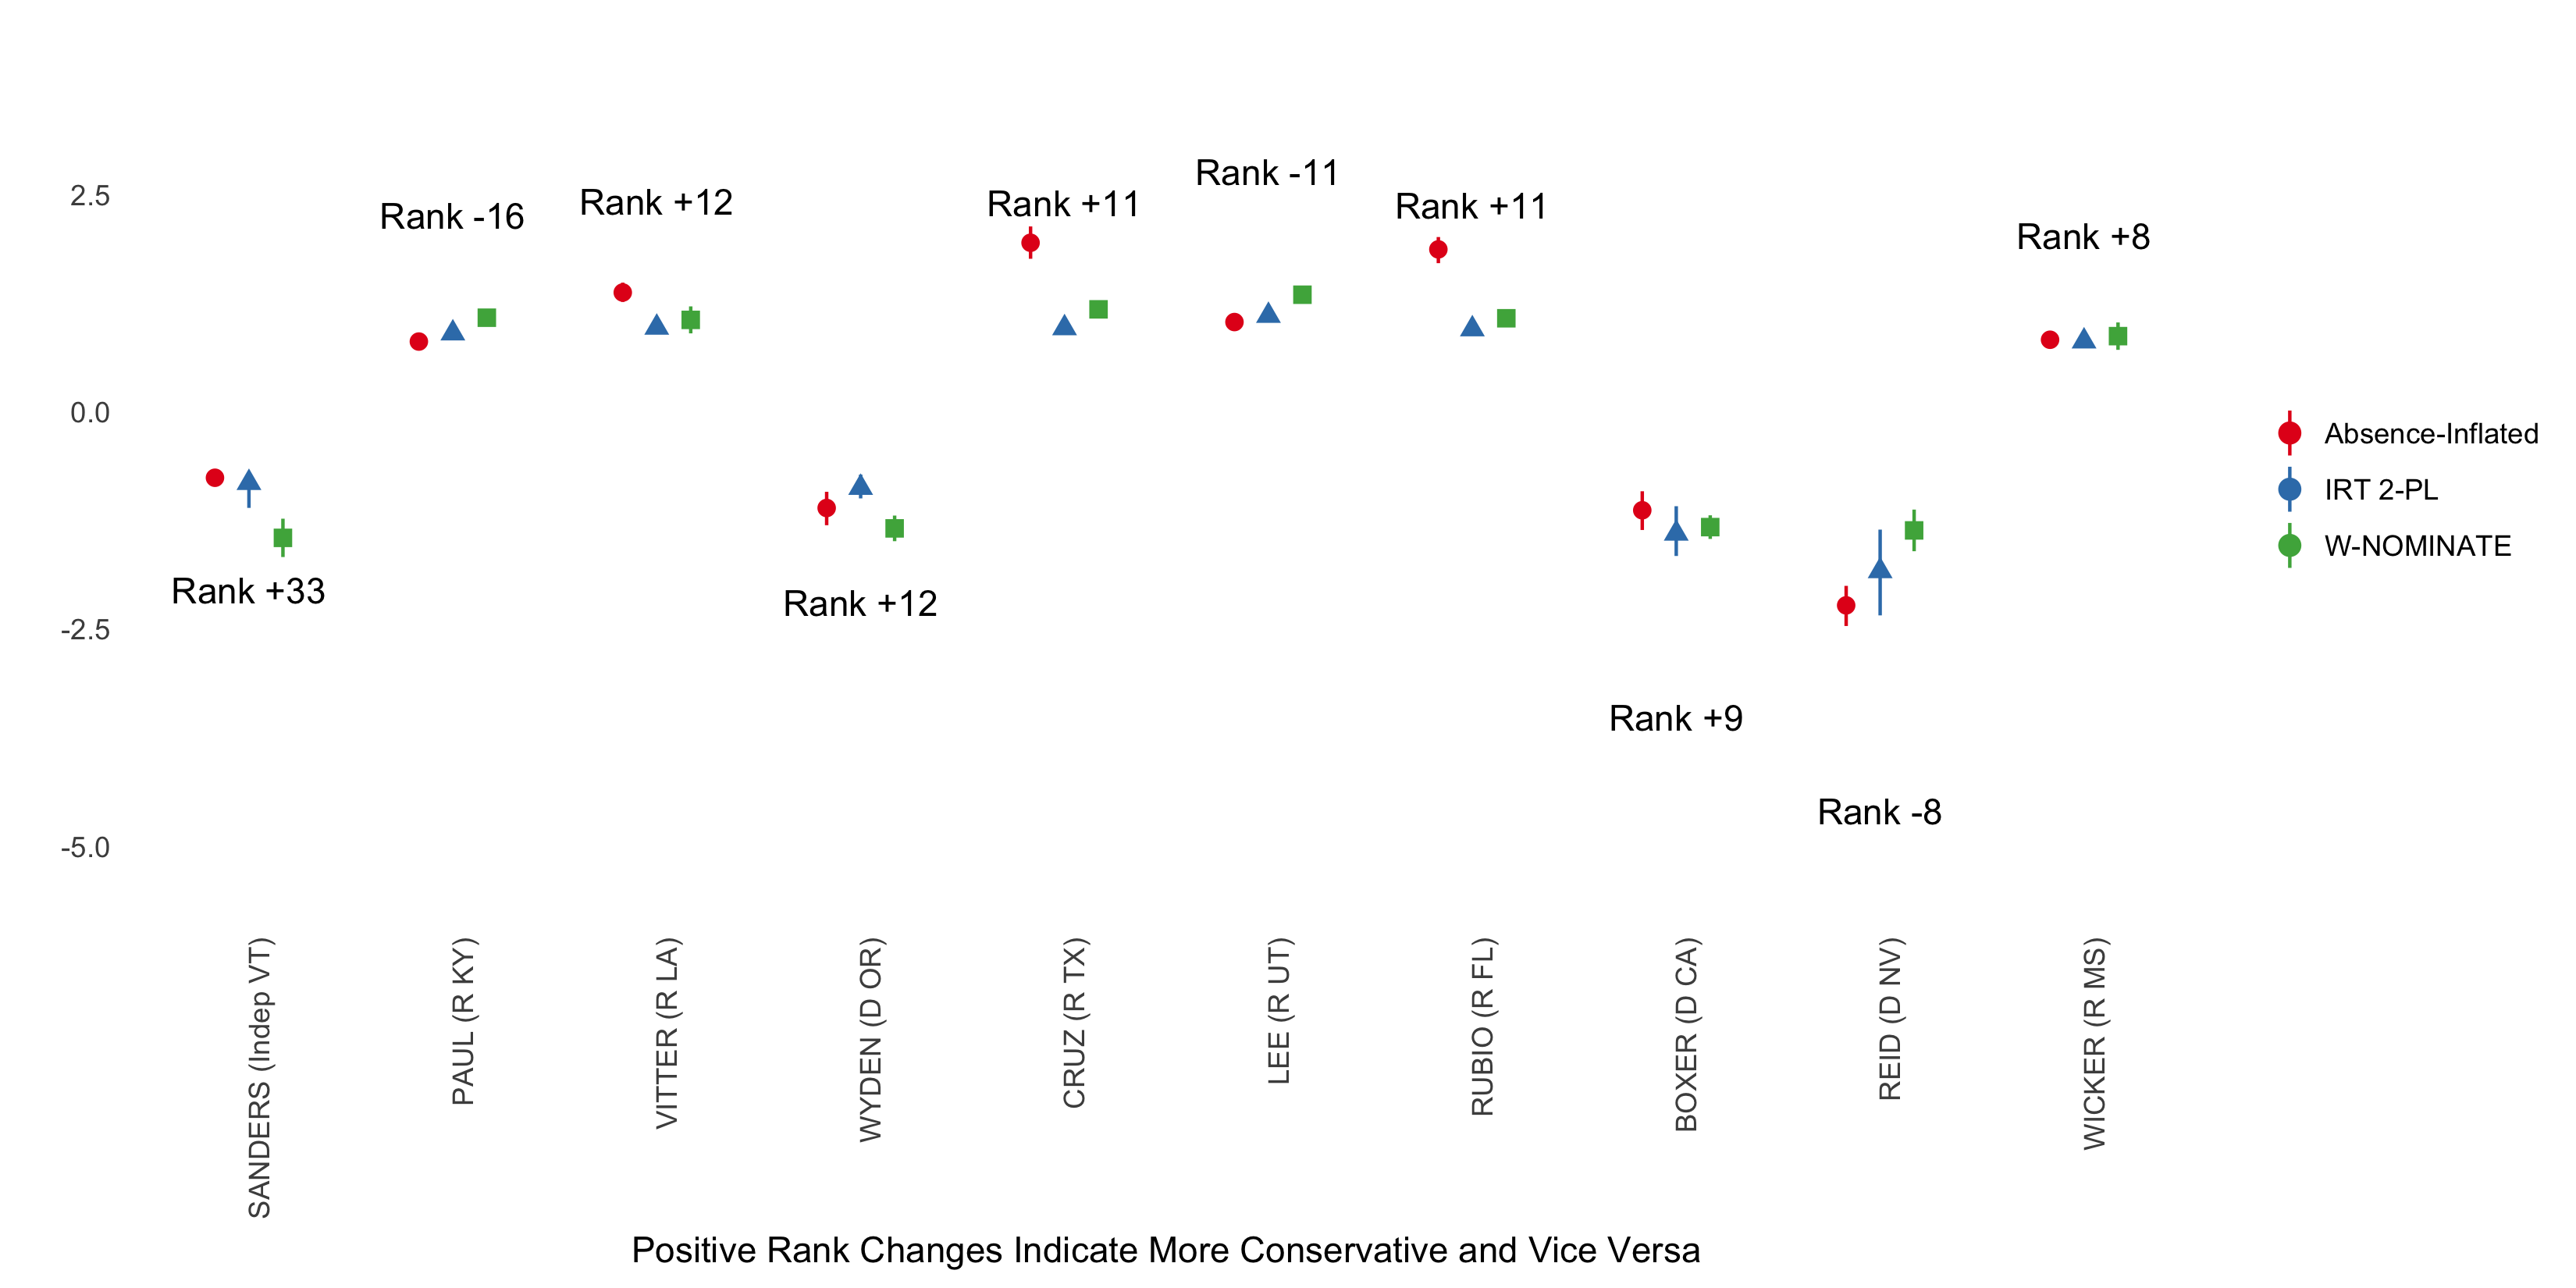 Rank -11
2.5
Rank -16
Rank +12
Rank +11
Rank +11
Rank +8
0.0
Absence-Inflated
IRT 2-PL
W-NOMINATE
Rank +33
Rank +12
-2.5
Rank +9
Rank -8
-5.0
SANDERS (Indep VT)
PAUL (R KY)
VITTER (R LA)
WYDEN (D OR)
CRUZ (R TX)
LEE (R UT)
RUBIO (R FL)
BOXER (D CA)
REID (D NV)
WICKER (R MS)
Positive Rank Changes Indicate More Conservative and Vice Versa